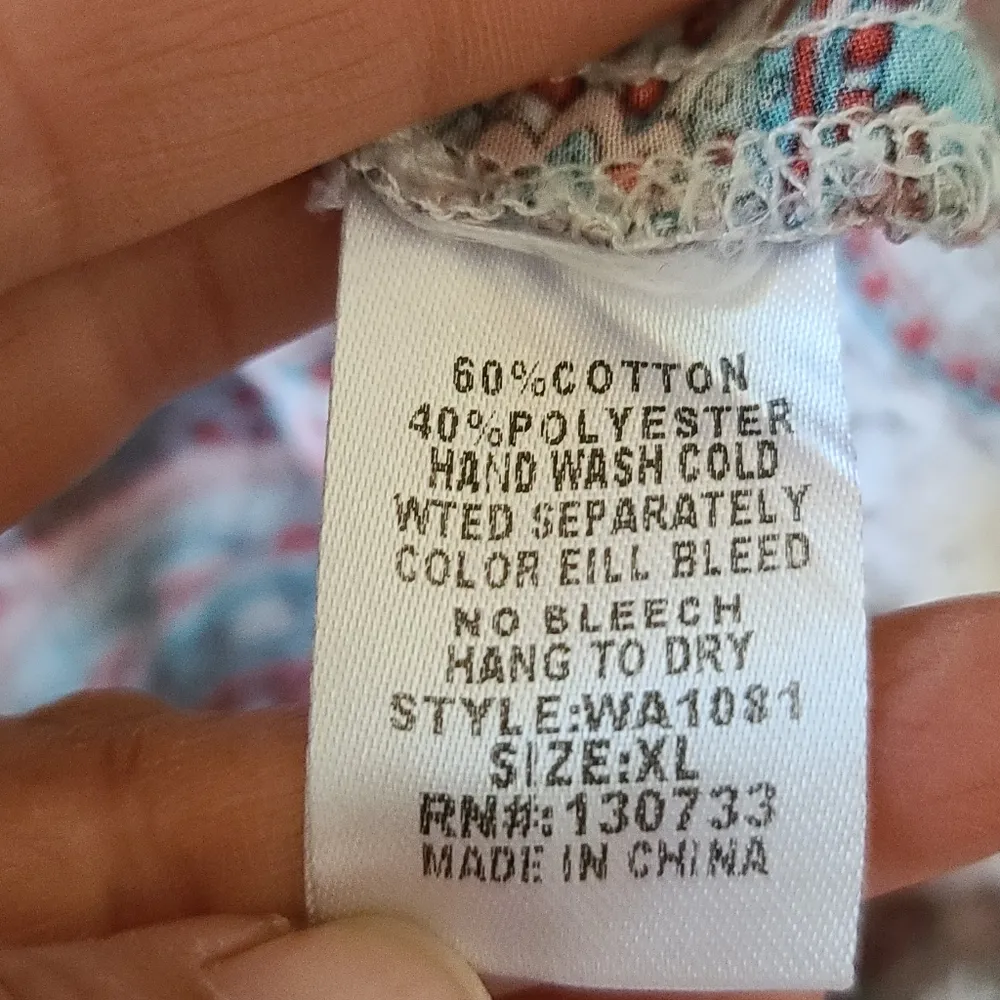 60%COTTON
40%POLYESTER
HAND WASH COLD
WTED SEPARATELY
COLOR EILL BLEED
NO BLEECH
HANG TO DRY
STYLE:WA1081
SIZE:XL
RN#:130733
MADE IN CHINA